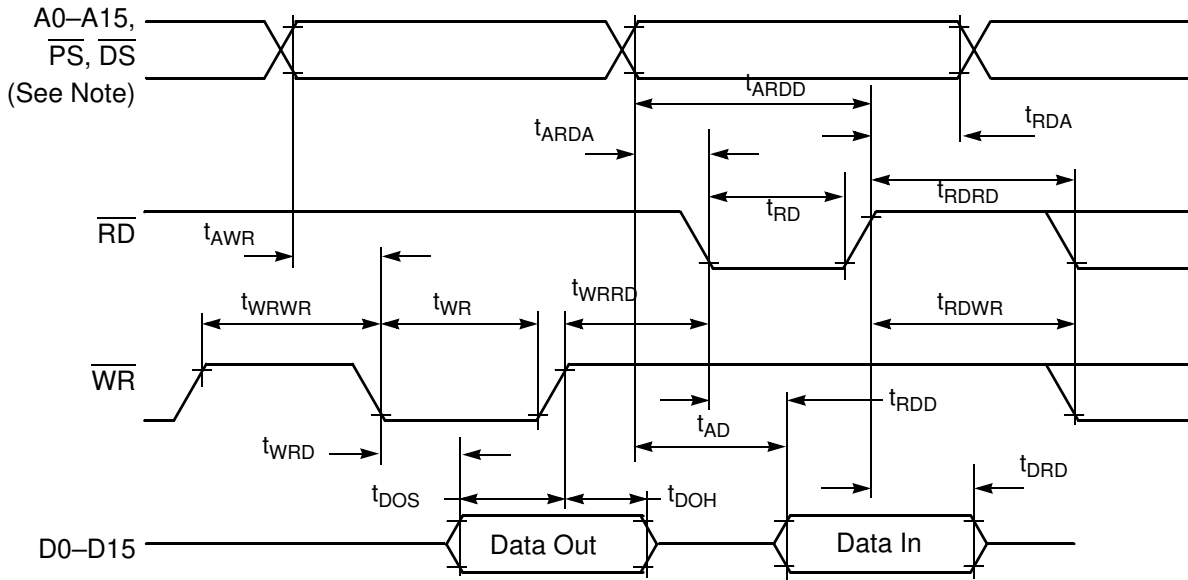 A0–A15,
PS, DS
(See Note)
tARDD
tRDA
tARDA
tRDRD
tRD
RD
tAWR
tWRRD
tWRWR
tWR
tRDWR
WR
tRDD
tAD
tWRD
tDRD
tDOS
tDOH
D0–D15
Data Out
Data In